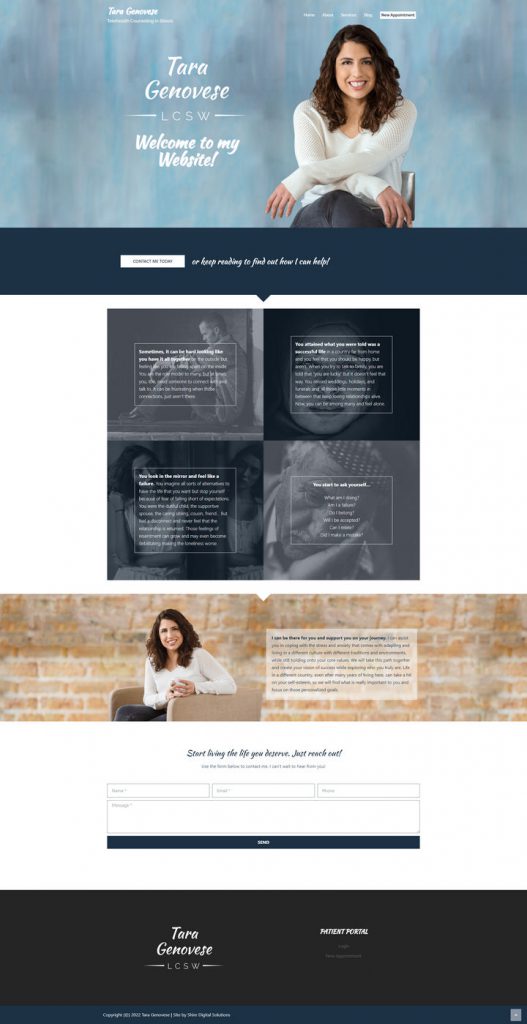 Tara Genovese
Telehealth Counseling in Illinois
Home About Services Blog New Appointment
Tara
Genovese
LCSW
Welcome to my
Website!
CONTACT ME TODAY
or keep reading to find out how I can help!
Sometimes, it can be hard looking like
you have it all together on the outside but
feeling like you're falling apart on the inside.
You are the role model to many, but at times
you, still, need someone to connect with and
talk to. It can be frustrating when those
connections, just aren't there.
You attained what you were told was a
successful life in a country far from home
and you feel that you should be happy, but
aren't. When you try to talk to family, you are
told that "you are lucky." But it doesn't feel that
way. You missed weddings, holidays, and
funerals and all those little moments in
between that keep losing relationships alive.
Now, you can be among many and feel alone.
You look in the mirror and feel like a
failure. You imagine all sorts of alternatives to
have the life that you want but stop yourself
because of fear of falling short of expectations.
You were the dutiful child, the supportive
spouse, the caring sibling, cousin, friend... But
feel a disconnect and never feel that the
relationship is returned. Those feelings of
resentment can grow and may even become
debilitating making the loneliness worse.
You start to ask yourself...
What am I doing?
Am I a failure?
Do I belong?
Will I be accepted?
Can I relate?
Did I make a mistake?
I can be there for you and support you on your journey. I can assist
you in coping with the stress and anxiety that comes with adapting and
living in a different culture with different traditions and environments
while still holding onto your core values. We will take this path together
and create your vision of success while exploring who you truly are. Life
in a different country, even after many years of living here, can take a hit
on your self-esteem, so we will find what is really important to you and
focus on those personalized goals.
Start living the life you deserve. Just reach out!
Use the form below to contact me. I can't wait to hear from you!
Name * Email * Phone
Message *
SEND
Tara
Genovese
LCSW
PATIENT PORTAL
Login
New Appointment
Copyright (©) 2022 Tara Genovese | Site by Shire Digital Solutions